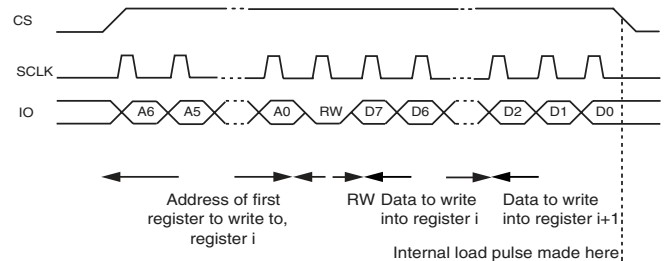 CS
SCLK
IO
A6 A5 A0 RW D7 D6 D2 D1 D0
Address of first
register to write to,
register i
RW
Data to write
into register i
Data to write
into register i+1
Internal load pulse made here